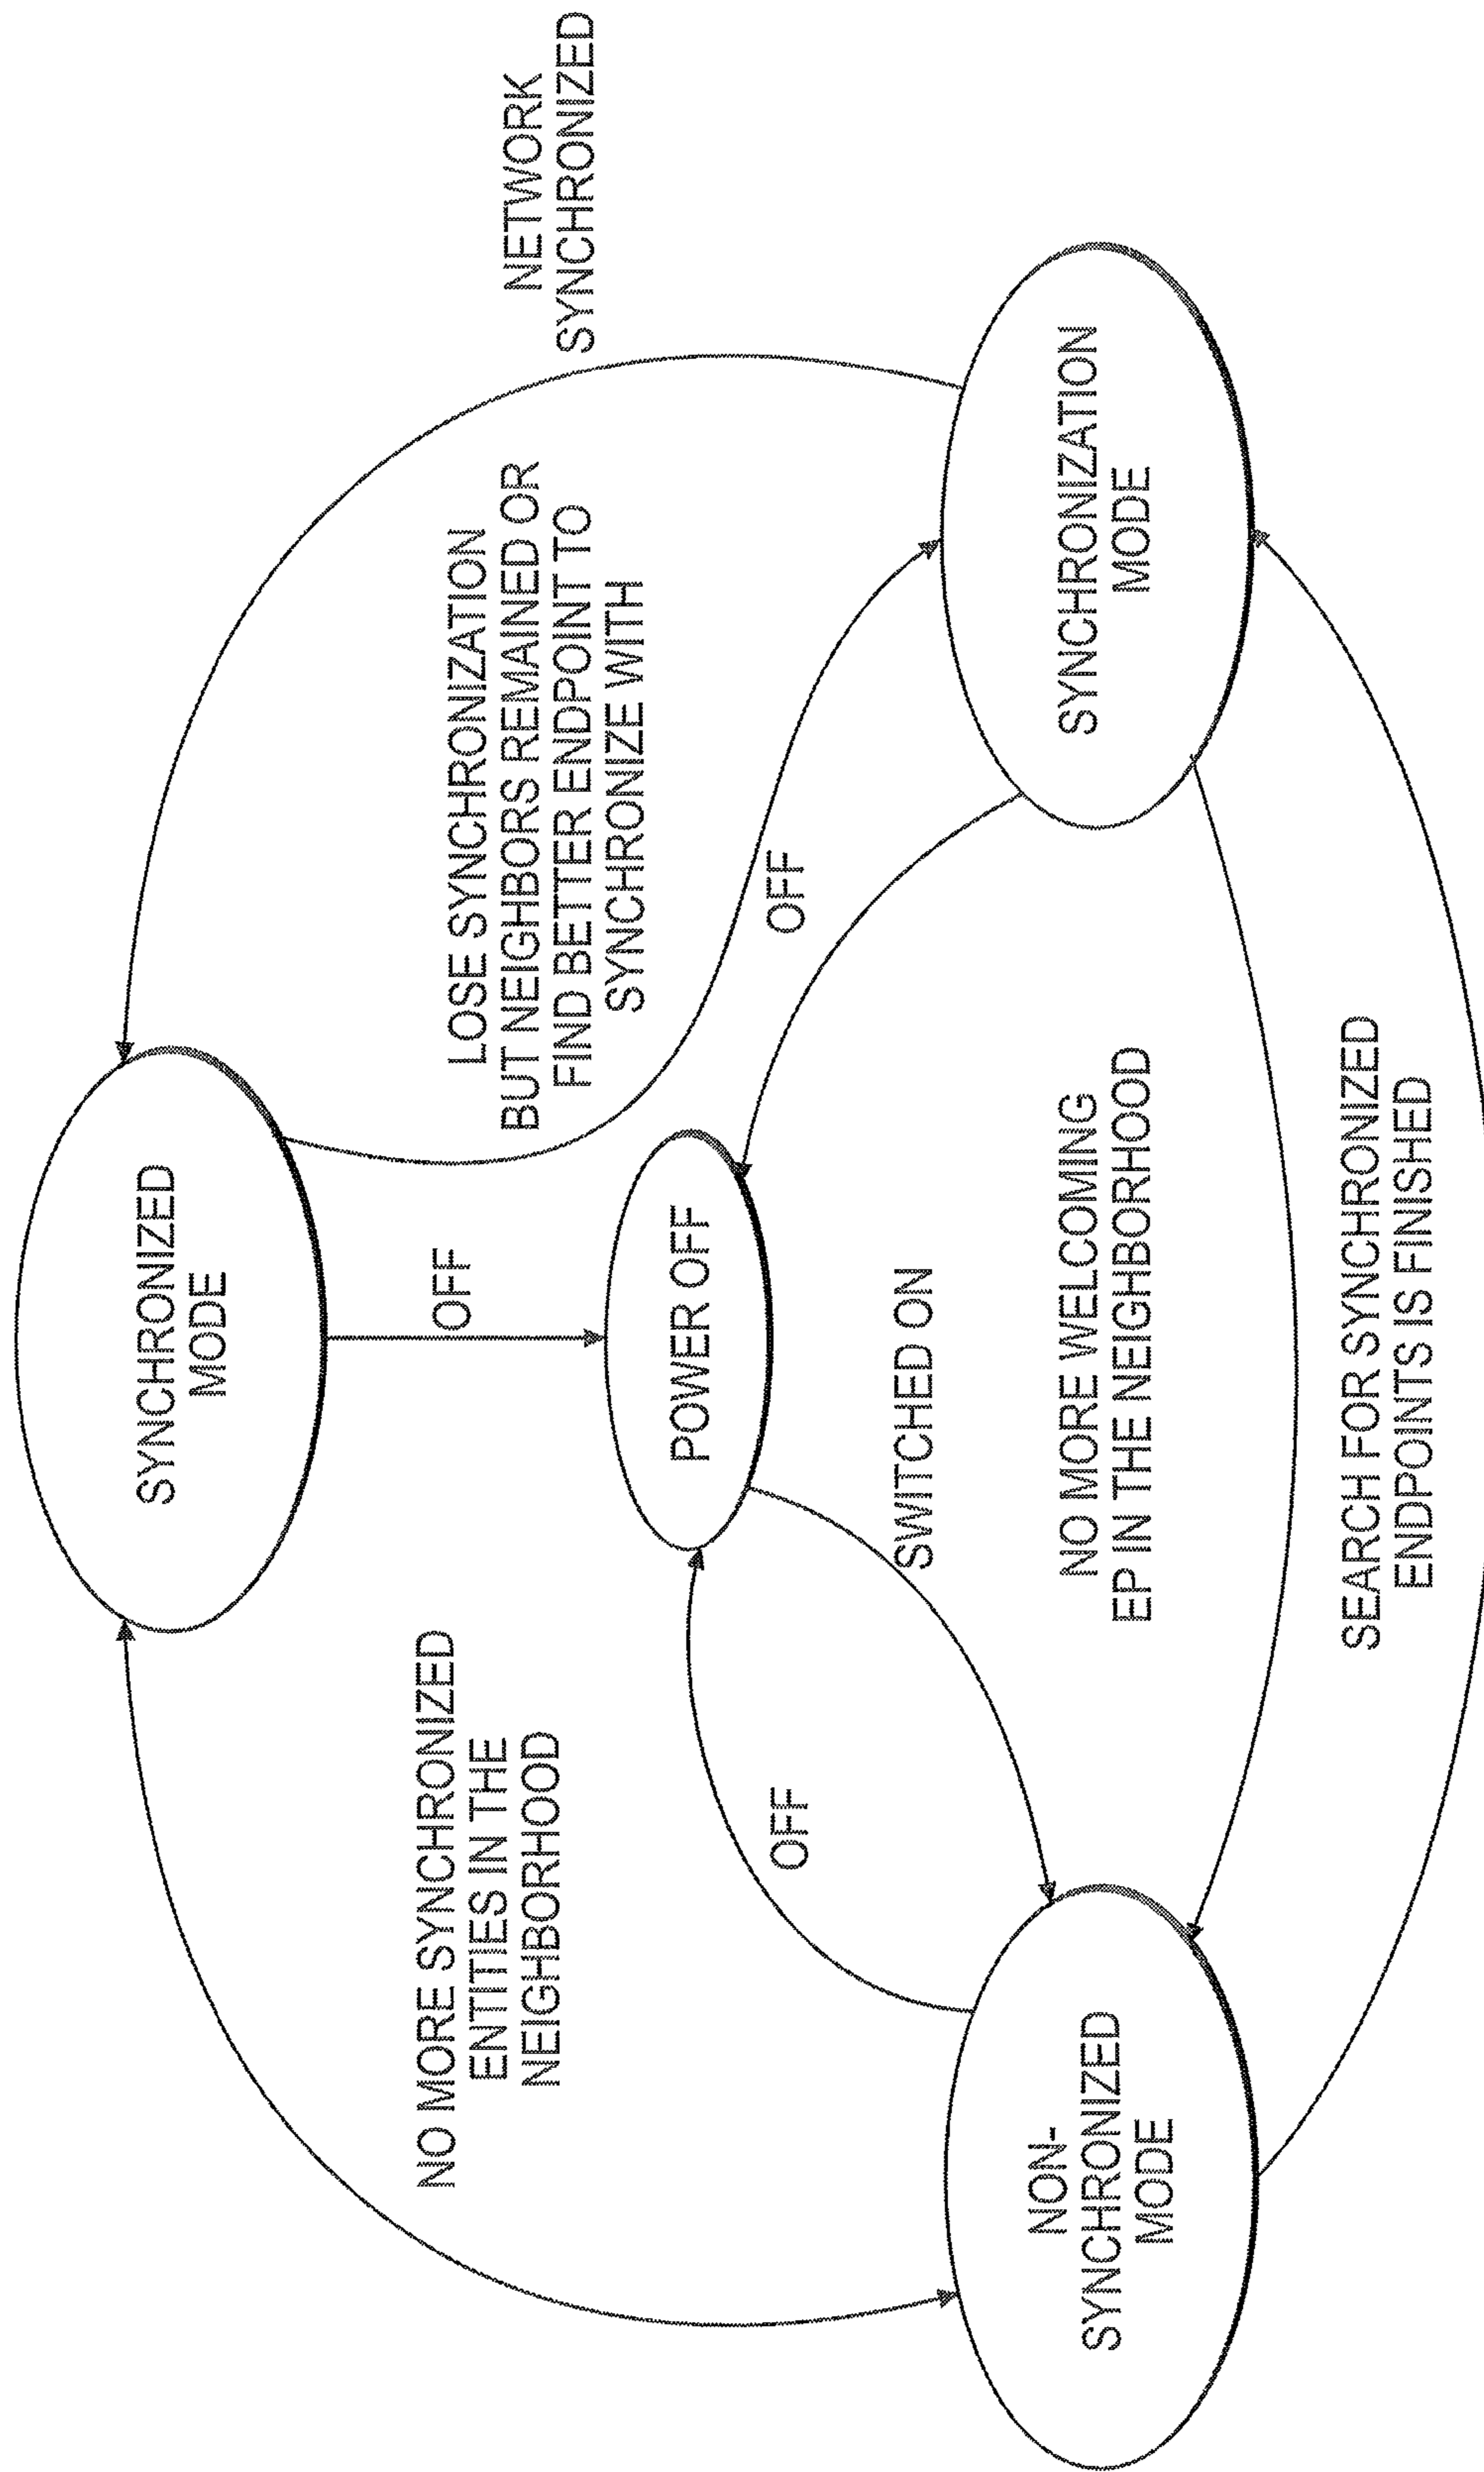 SYNCHRONIZED
MODE
NETWORK
SYNCHRONIZED
NO MORE SYNCHRONIZED
ENTITIES IN THE
NEIGHBORHOOD
OFF
LOSE SYNCHRONIZATION
BUT NEIGHBORS REMAINED OR
FIND BETTER ENDPOINT TO
SYNCHRONIZE WITH
POWER OFF
OFF
OFF
SWITCHED ON
NON-
SYNCHRONIZED
MODE
NO MORE WELCOMING
EP IN THE NEIGHBORHOOD
SYNCHRONIZATION
MODE
SEARCH FOR SYNCHRONIZED
ENDPOINTS IS FINISHED